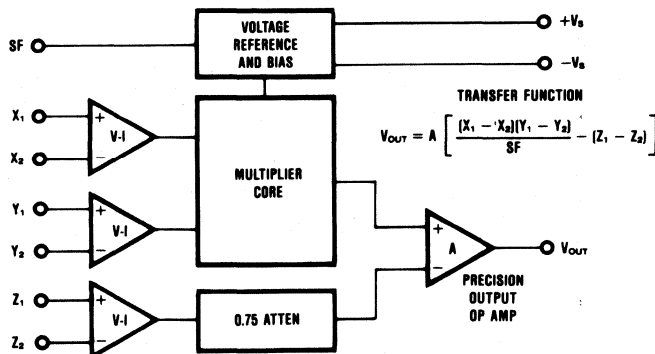 SF
VOLTAGE
REFERENCE
AND BIAS
+Vs
−Vs
TRANSFER FUNCTION
VOUT = A [ (X1 − X2)(Y1 − Y2) / SF − (Z1 − Z2) ]
X1
+
V-I
X2
−
MULTIPLIER
CORE
Y1
+
V-I
Y2
−
+
A
−
VOUT
PRECISION
OUTPUT
OP AMP
Z1
+
V-I
Z2
−
0.75 ATTEN